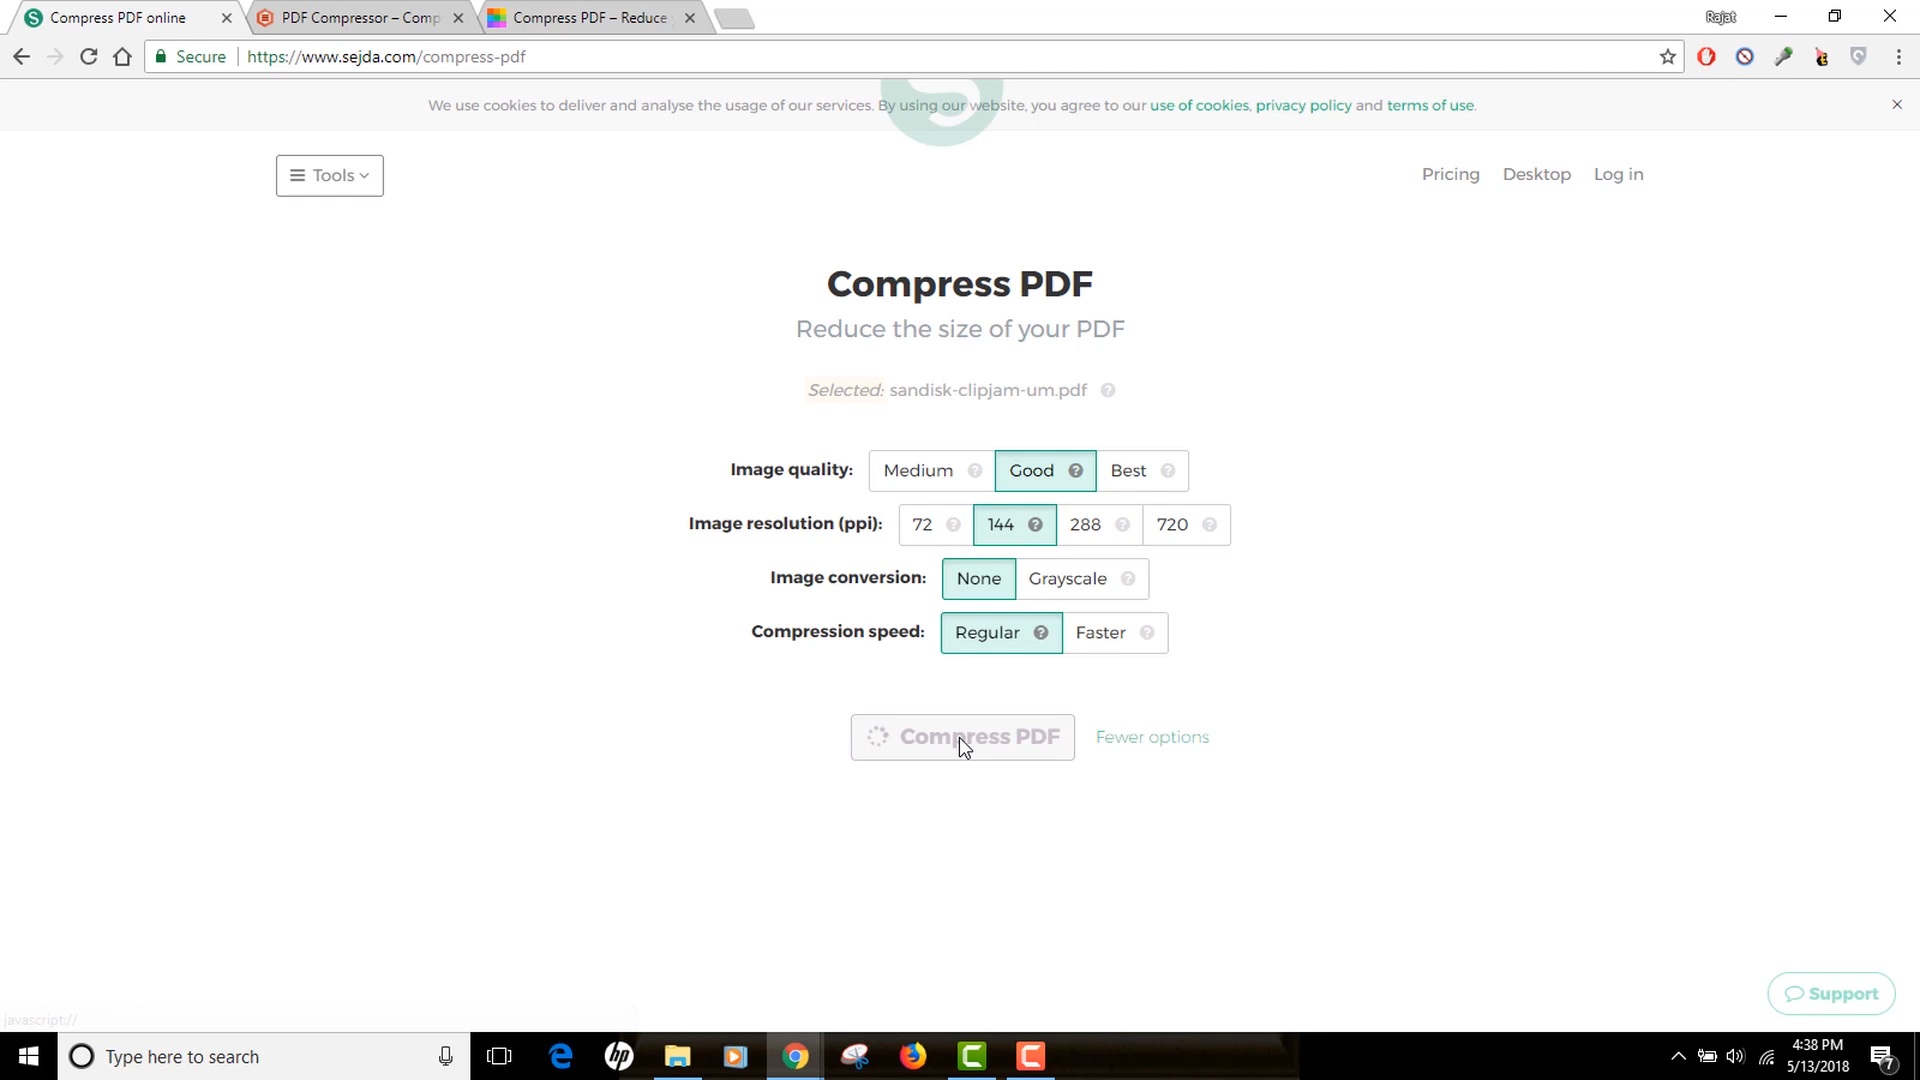 Compress PDF online
PDF Compressor – Comp
Compress PDF – Reduce
Rajat
Secure
https://www.sejda.com/compress-pdf
We use cookies to deliver and analyse the usage of our services. By using our website, you agree to our use of cookies, privacy policy and terms of use.
Tools
Pricing
Desktop
Log in
Compress PDF
Reduce the size of your PDF
Selected: sandisk-clipjam-um.pdf
Image quality: Medium Good Best
Image resolution (ppi): 72 144 288 720
Image conversion: None Grayscale
Compression speed: Regular Faster
Compress PDF
Fewer options
Support
javascript://
Type here to search
4:38 PM
5/13/2018
7